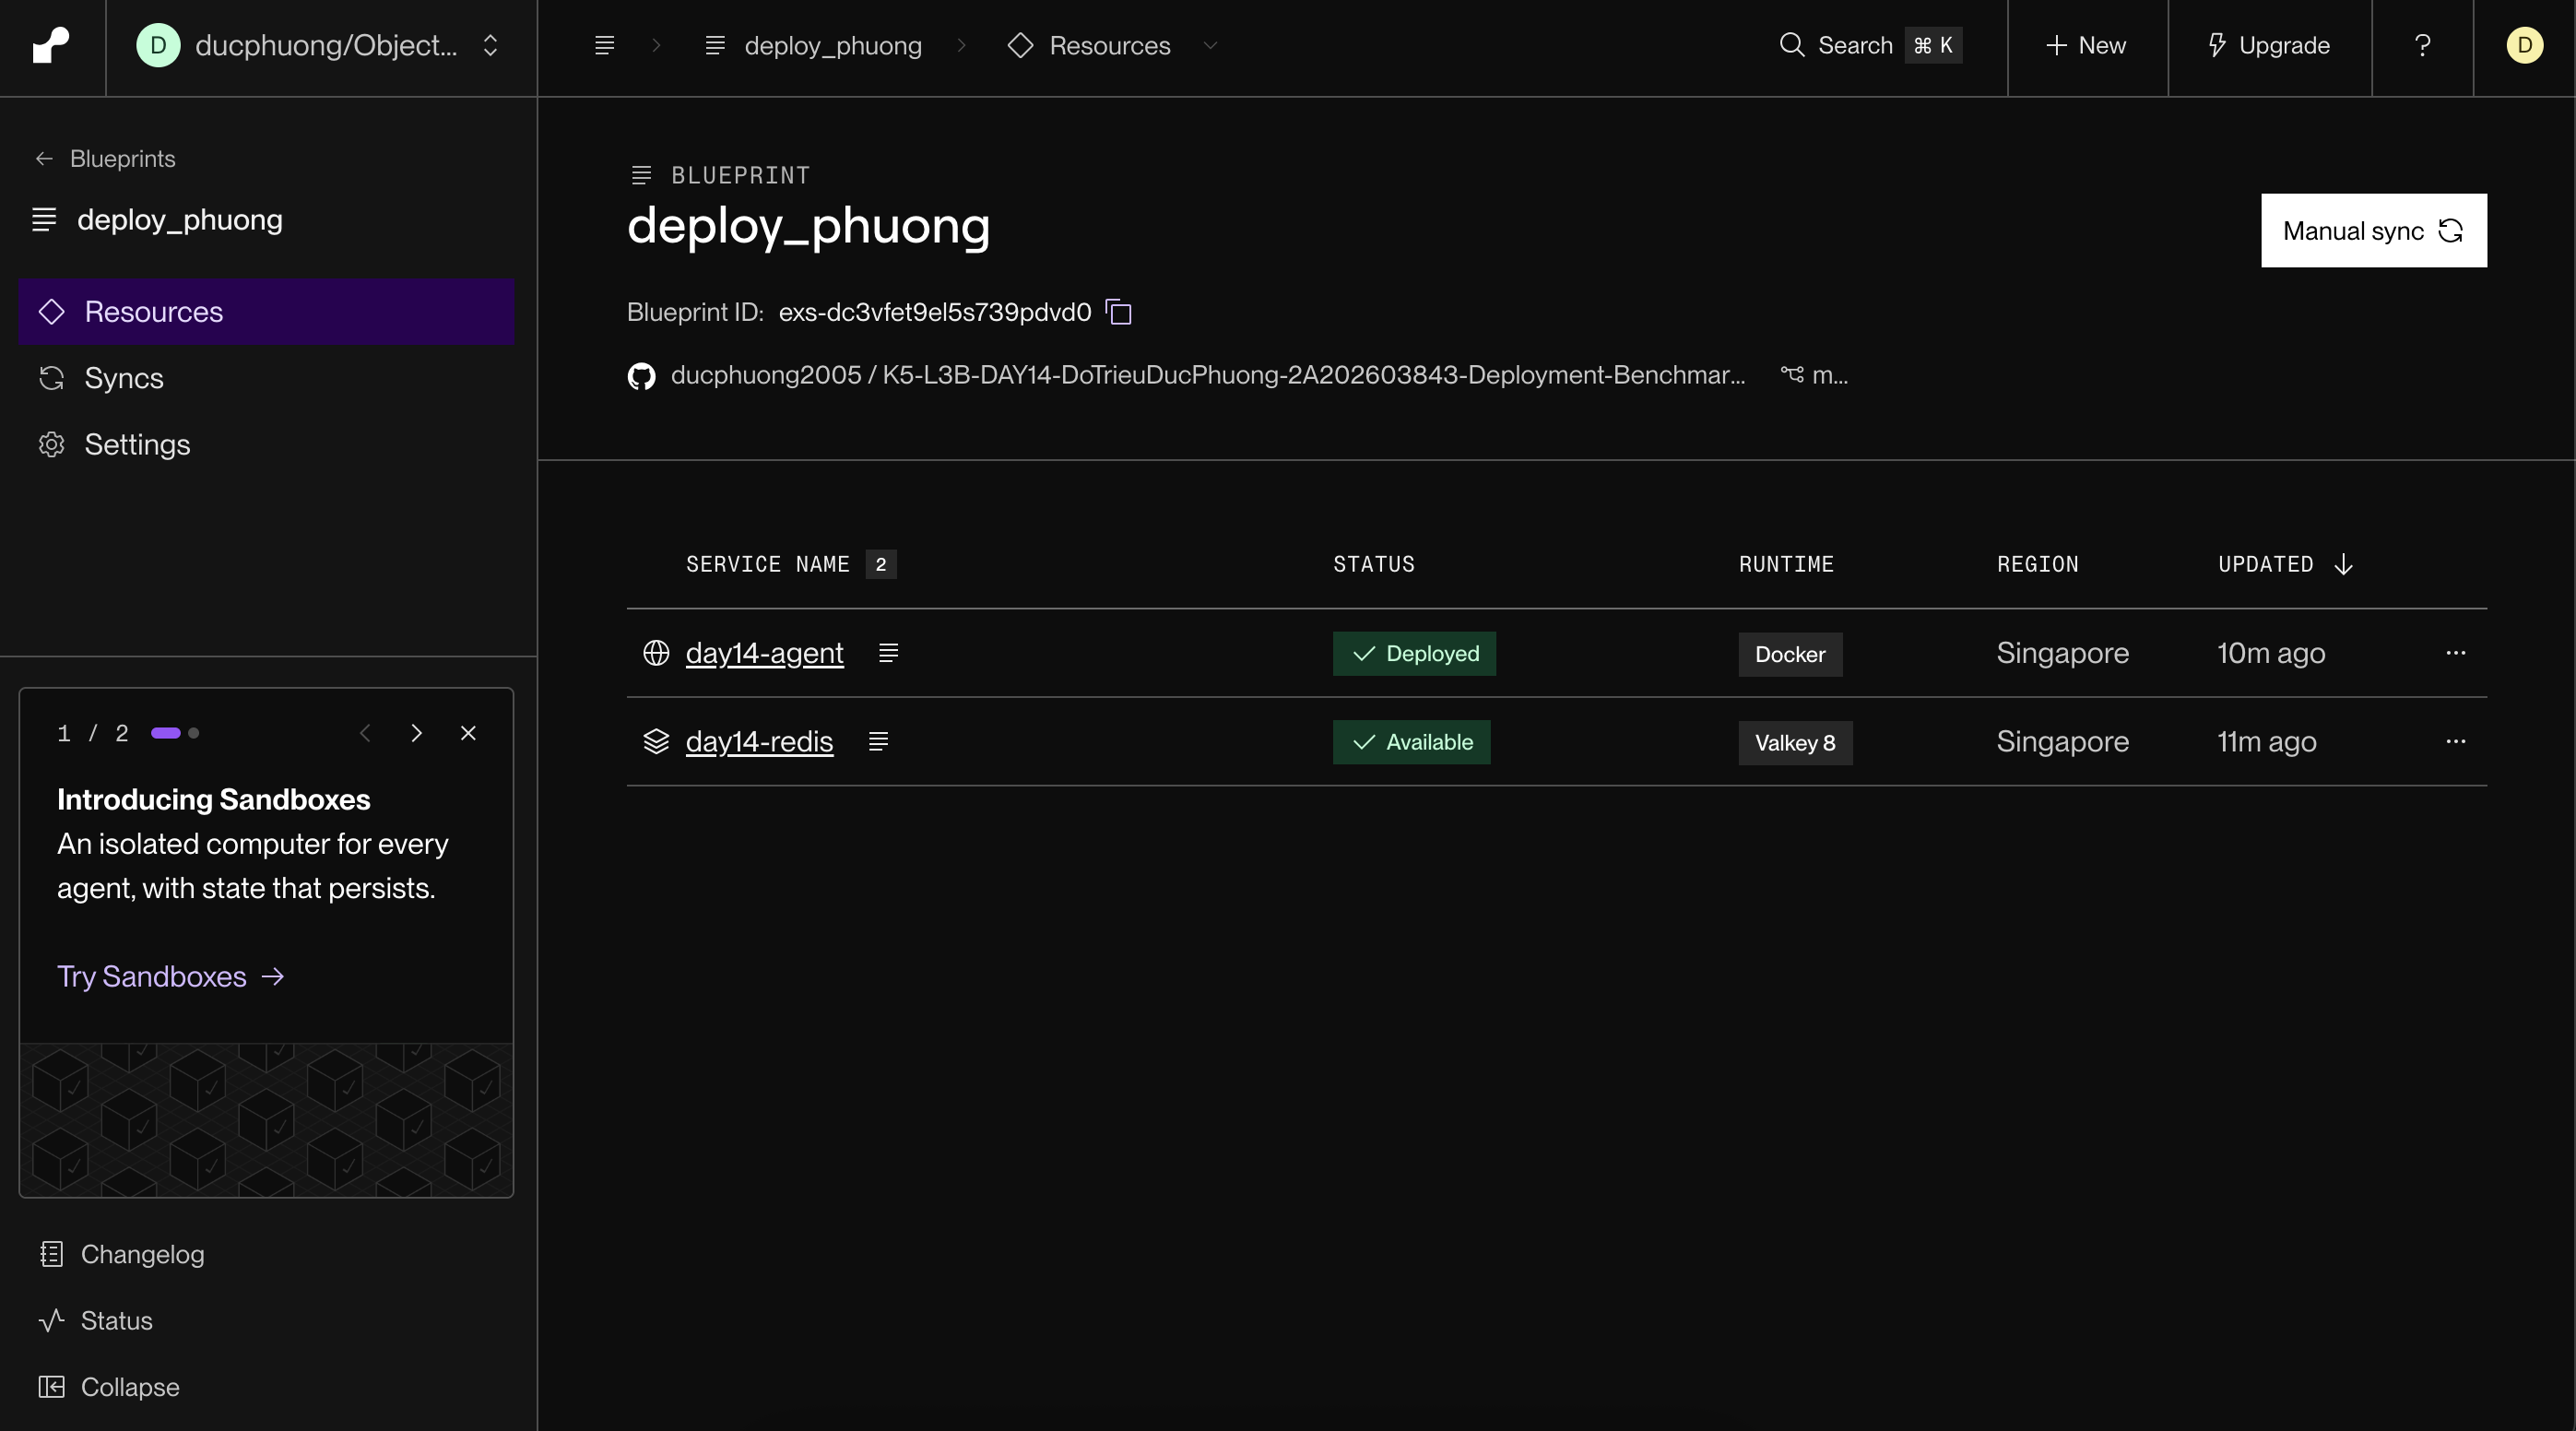 D ducphuong/Object...
deploy_phuong
Resources
Search ⌘ K
+ New
Upgrade
?
D
← Blueprints
deploy_phuong
Resources
Syncs
Settings
BLUEPRINT
deploy_phuong
Manual sync
Blueprint ID: exs-dc3vfet9el5s739pdvd0
ducphuong2005 / K5-L3B-DAY14-DoTrieuDucPhuong-2A202603843-Deployment-Benchmar... m...
SERVICE NAME 2 STATUS RUNTIME REGION UPDATED ↓
day14-agent Deployed Docker Singapore 10m ago ...
day14-redis Available Valkey 8 Singapore 11m ago ...
1 / 2
Introducing Sandboxes
An isolated computer for every
agent, with state that persists.
Try Sandboxes →
Changelog
Status
Collapse